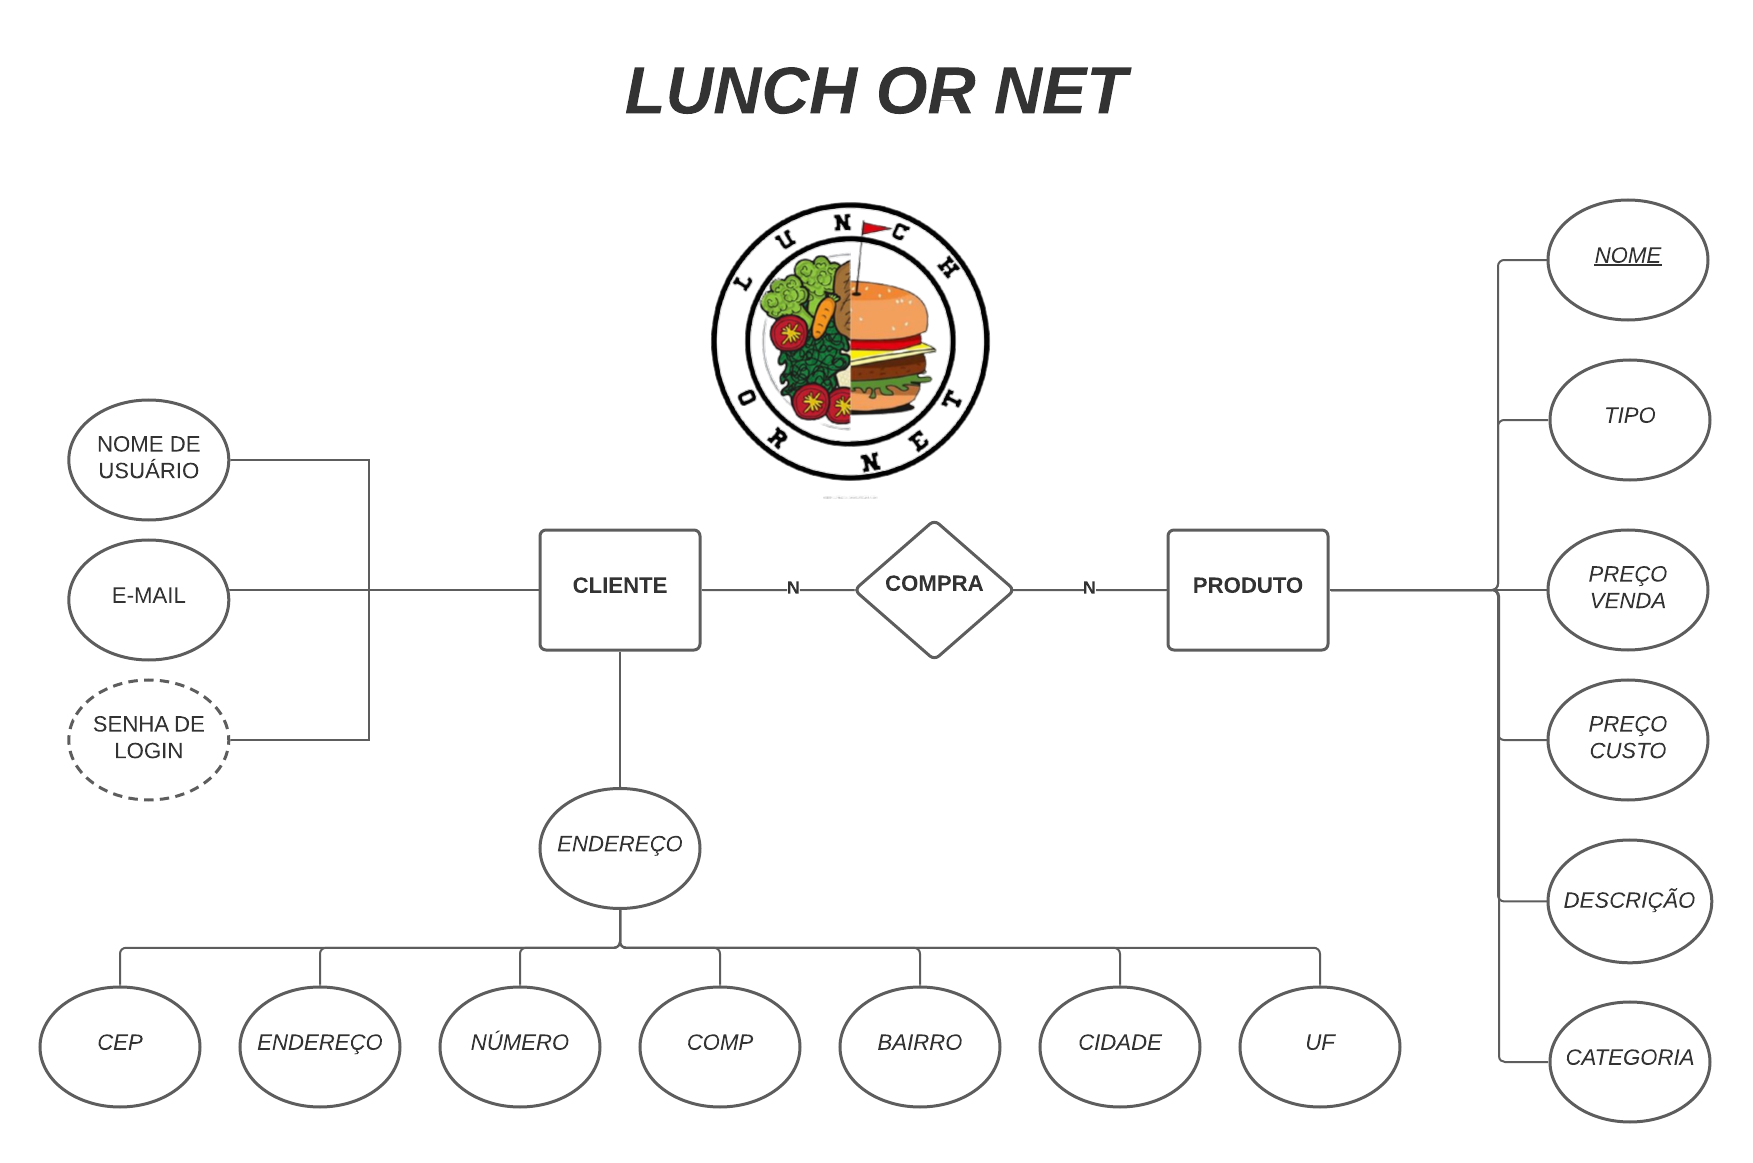 LUNCH OR NET
LUNCH
OR NET
NOME
TIPO
NOME DE
USUÁRIO
E-MAIL
SENHA DE
LOGIN
CLIENTE
N
COMPRA
N
PRODUTO
PREÇO
VENDA
PREÇO
CUSTO
ENDEREÇO
DESCRIÇÃO
CEP
ENDEREÇO
NÚMERO
COMP
BAIRRO
CIDADE
UF
CATEGORIA